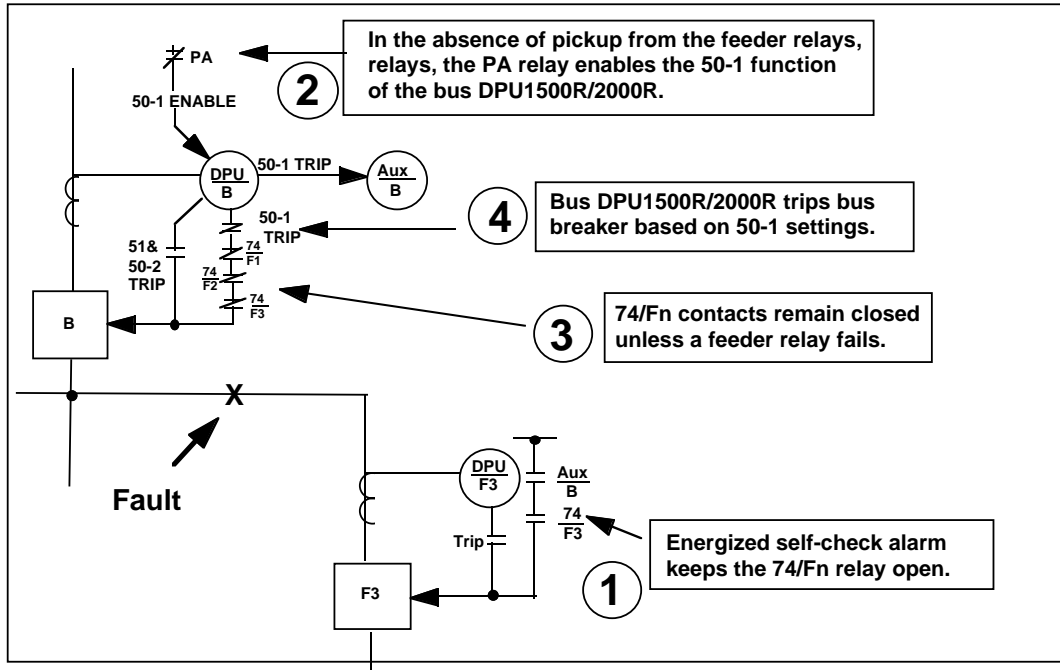 In the absence of pickup from the feeder relays,
relays, the PA relay enables the 50-1 function
of the bus DPU1500R/2000R.
PA
2
50-1 ENABLE
DPU
B
50-1 TRIP
Aux
B
4
Bus DPU1500R/2000R trips bus
breaker based on 50-1 settings.
50-1
TRIP
51&
50-2
TRIP
74
F1
74
F2
74
F3
B
3
74/Fn contacts remain closed
unless a feeder relay fails.
X
Fault
DPU
F3
Aux
B
74
F3
Trip
1
Energized self-check alarm
keeps the 74/Fn relay open.
F3